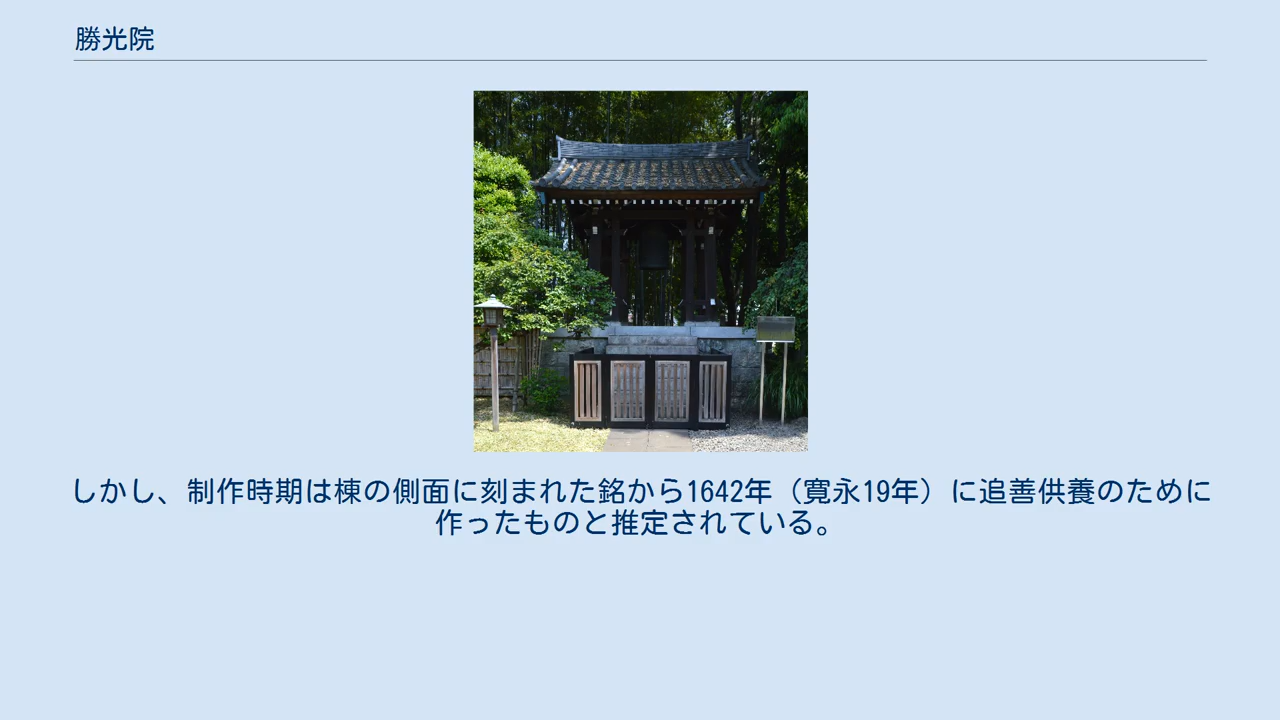 勝光院
しかし、制作時期は棟の側面に刻まれた銘から1642年（寛永19年）に追善供養のために
作ったものと推定されている。